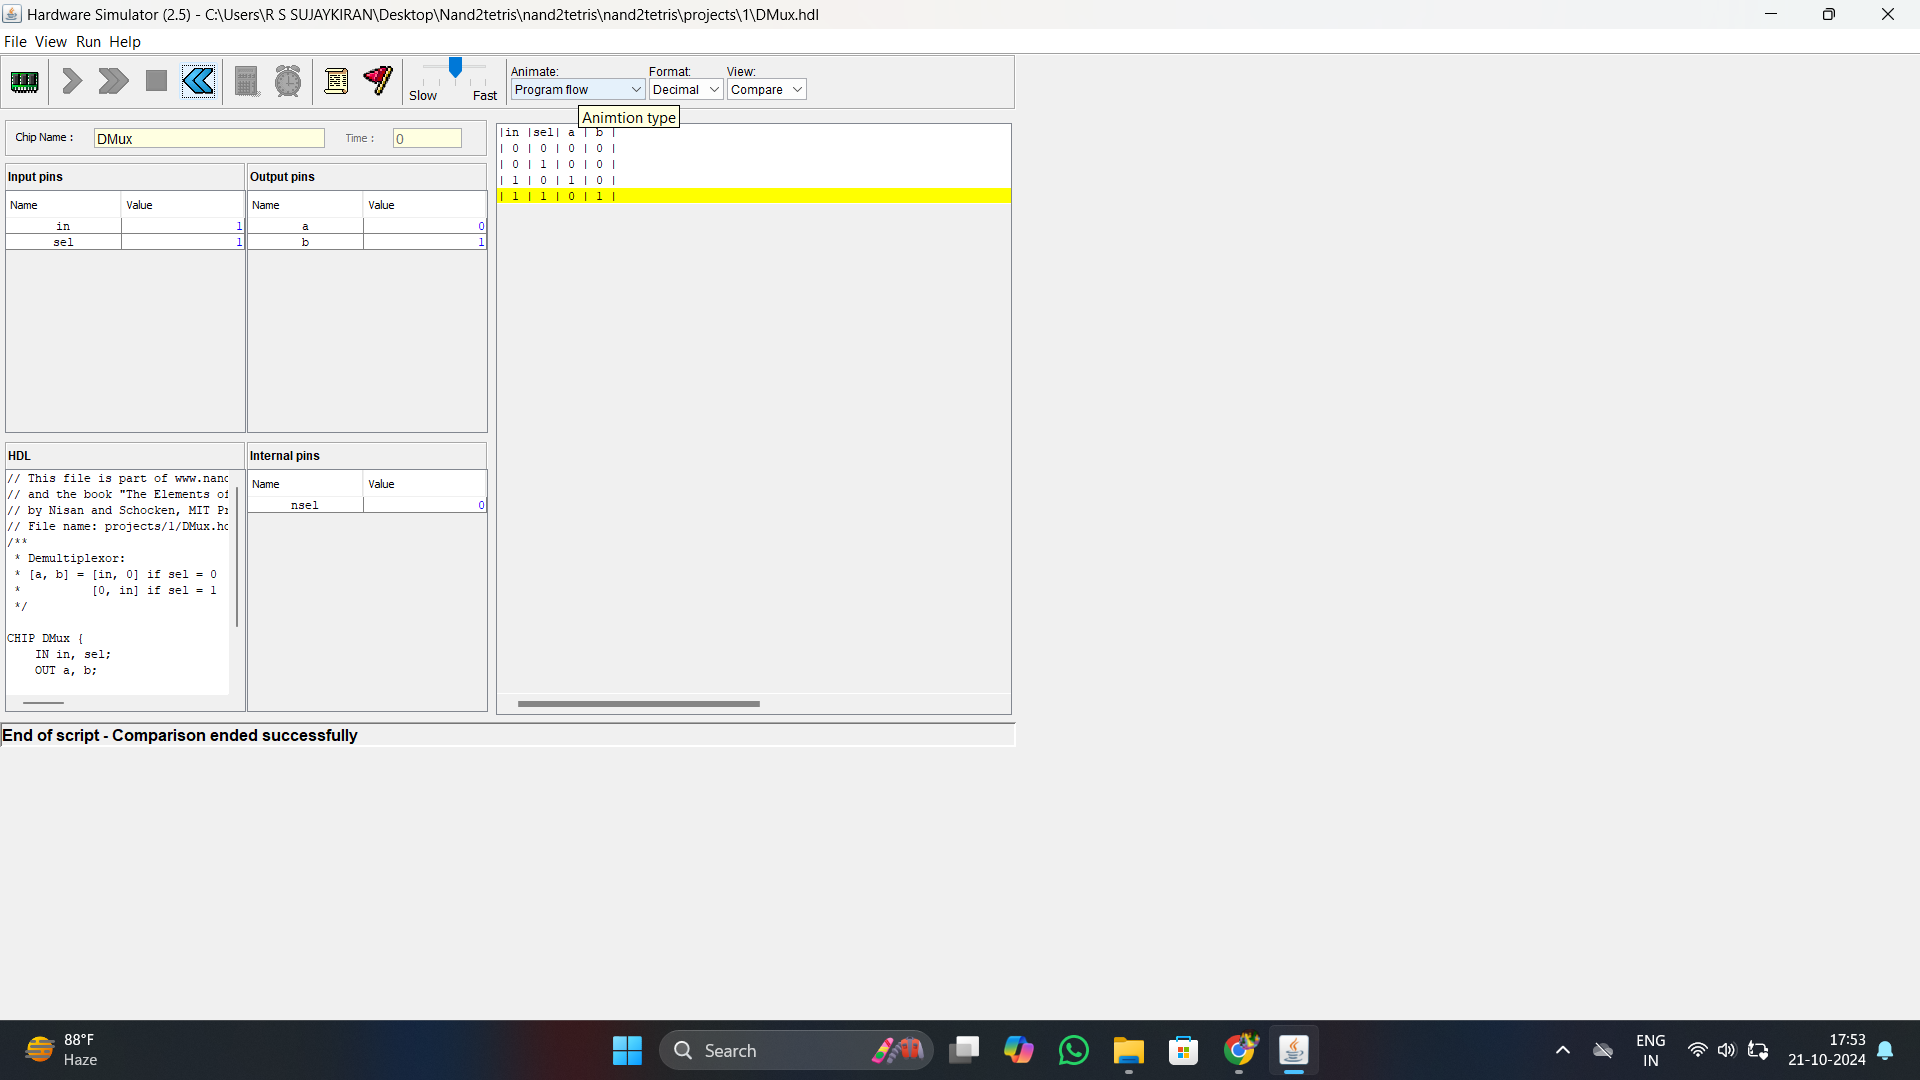 Hardware Simulator (2.5) - C:\Users\R S SUJAYKIRAN\Desktop\Nand2tetris\nand2tetris\nand2tetris\projects\1\DMux.hdl
File View Run Help
Animate: Format: View:
Slow Fast Program flow Decimal Compare
Animtion type
Chip Name : DMux Time : 0
|in |sel| a | b |
| 0 | 0 | 0 | 0 |
| 0 | 1 | 0 | 0 |
| 1 | 0 | 1 | 0 |
| 1 | 1 | 0 | 1 |
Input pins
Name Value
in 1
sel 1
Output pins
Name Value
a 0
b 1
HDL
// This file is part of www.nand
// and the book "The Elements of
// by Nisan and Schocken, MIT Pr
// File name: projects/1/DMux.hd
/**
* Demultiplexor:
* [a, b] = [in, 0] if sel = 0
* [0, in] if sel = 1
*/
CHIP DMux {
IN in, sel;
OUT a, b;
Internal pins
Name Value
nsel 0
End of script - Comparison ended successfully
88°F
Haze
Search
ENG
IN
17:53
21-10-2024